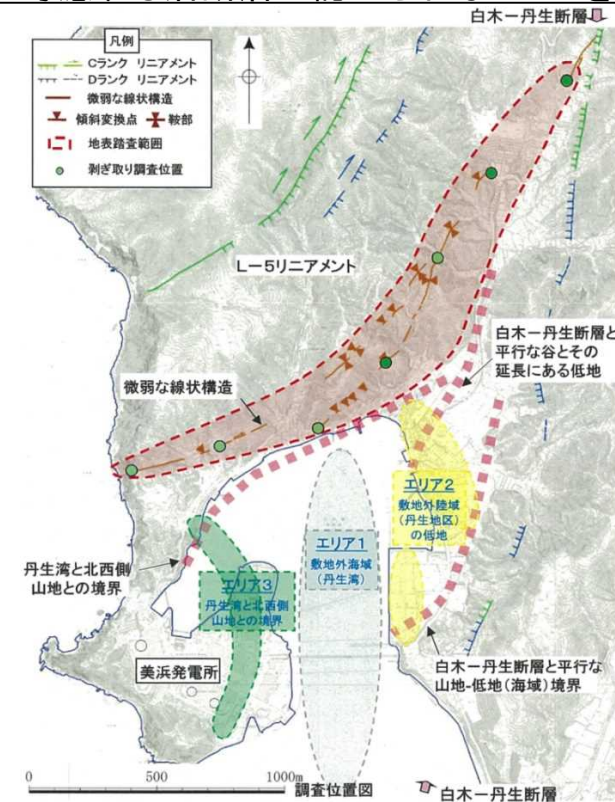 白木－丹生断層
凡例
Cランク リニアメント
Dランク リニアメント
微弱な線状構造
傾斜変換点 鞍部
地表踏査範囲
剥ぎ取り調査位置
L－5リニアメント
白木－丹生断層と
平行な谷とその
延長にある低地
微弱な線状構造
エリア2
敷地外陸域
（丹生地区）
の低地
エリア1
敷地外海域
（丹生湾）
丹生湾と北西側
山地との境界
エリア3
丹生湾と北西側
山地との境界
美浜発電所
白木－丹生断層と平行な
山地-低地（海域）境界
0 500 1000m
調査位置図
白木－丹生断層